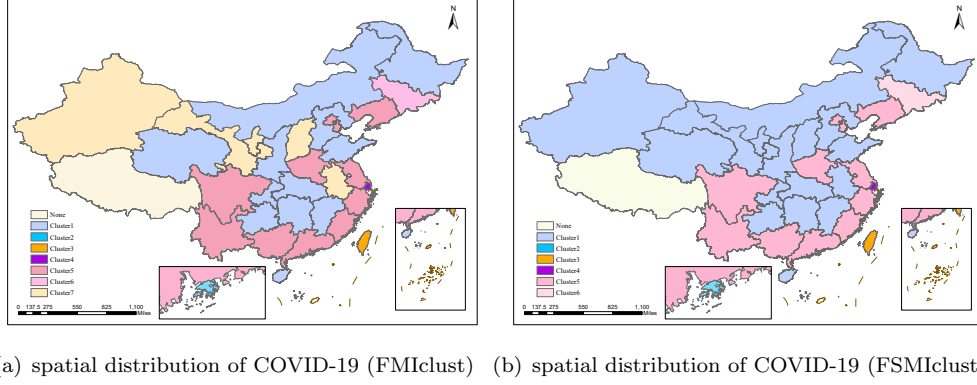 N
None
Cluster1
Cluster2
Cluster3
Cluster4
Cluster5
Cluster6
Cluster7
0 137.5 275 550 825 1,100
Miles
N
None
Cluster1
Cluster2
Cluster3
Cluster4
Cluster5
Cluster6
0 137.5 275 550 825 1,100
Miles
a) spatial distribution of COVID-19 (FMIclust)
(b) spatial distribution of COVID-19 (FSMIclust